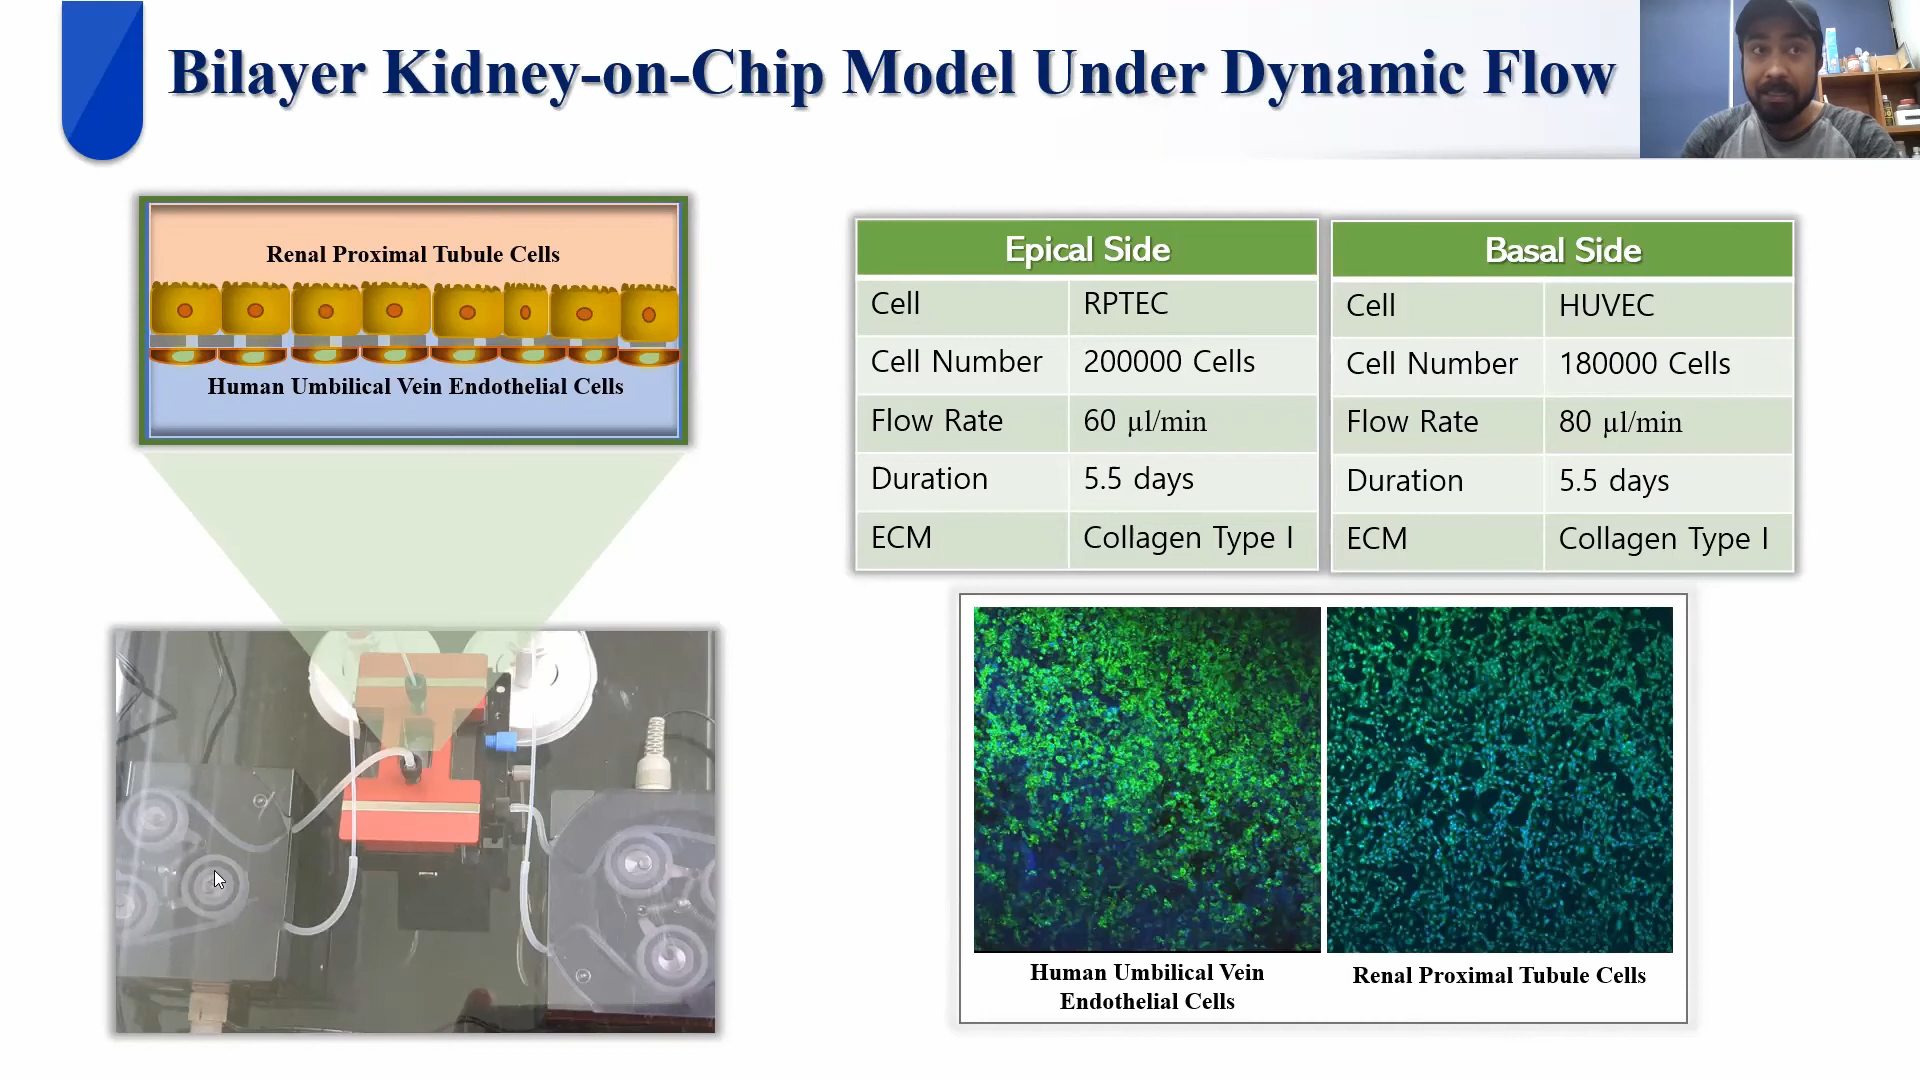 Bilayer Kidney-on-Chip Model Under Dynamic Flow
Renal Proximal Tubule Cells
Human Umbilical Vein Endothelial Cells
Epical Side
Cell RPTEC
Cell Number 200000 Cells
Flow Rate 60 µl/min
Duration 5.5 days
ECM Collagen Type I
Basal Side
Cell HUVEC
Cell Number 180000 Cells
Flow Rate 80 µl/min
Duration 5.5 days
ECM Collagen Type I
Human Umbilical Vein
Endothelial Cells
Renal Proximal Tubule Cells